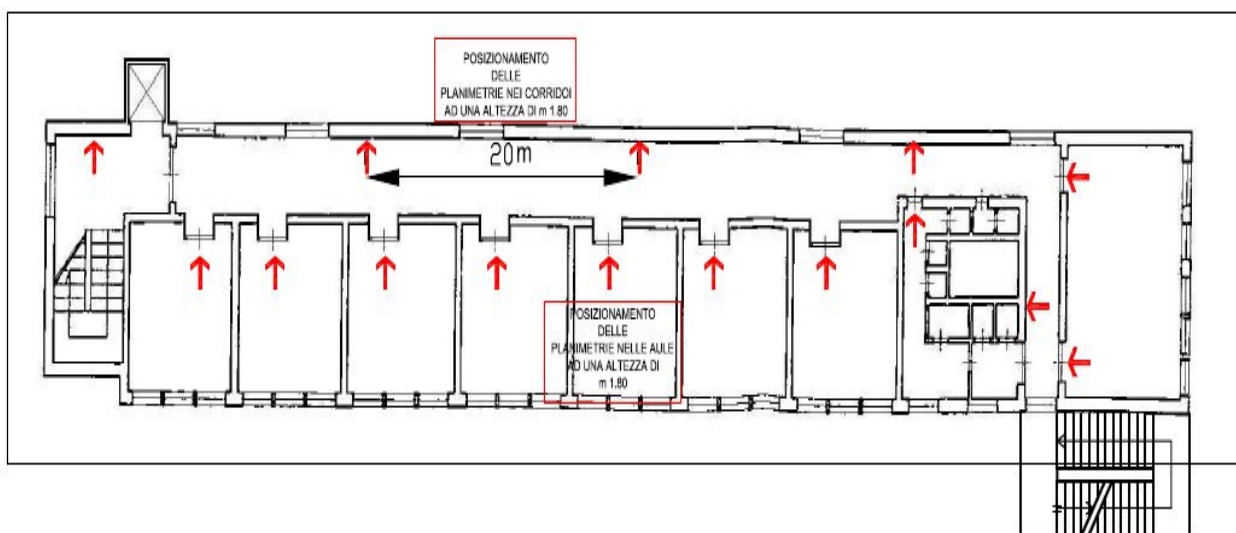 POSIZIONAMENTO
DELLE
PLANIMETRIE NEI CORRIDOI
AD UNA ALTEZZA DI m 1.80
20m
POSIZIONAMENTO
DELLE
PLANIMETRIE NELLE AULE
AD UNA ALTEZZA DI
m 1.80